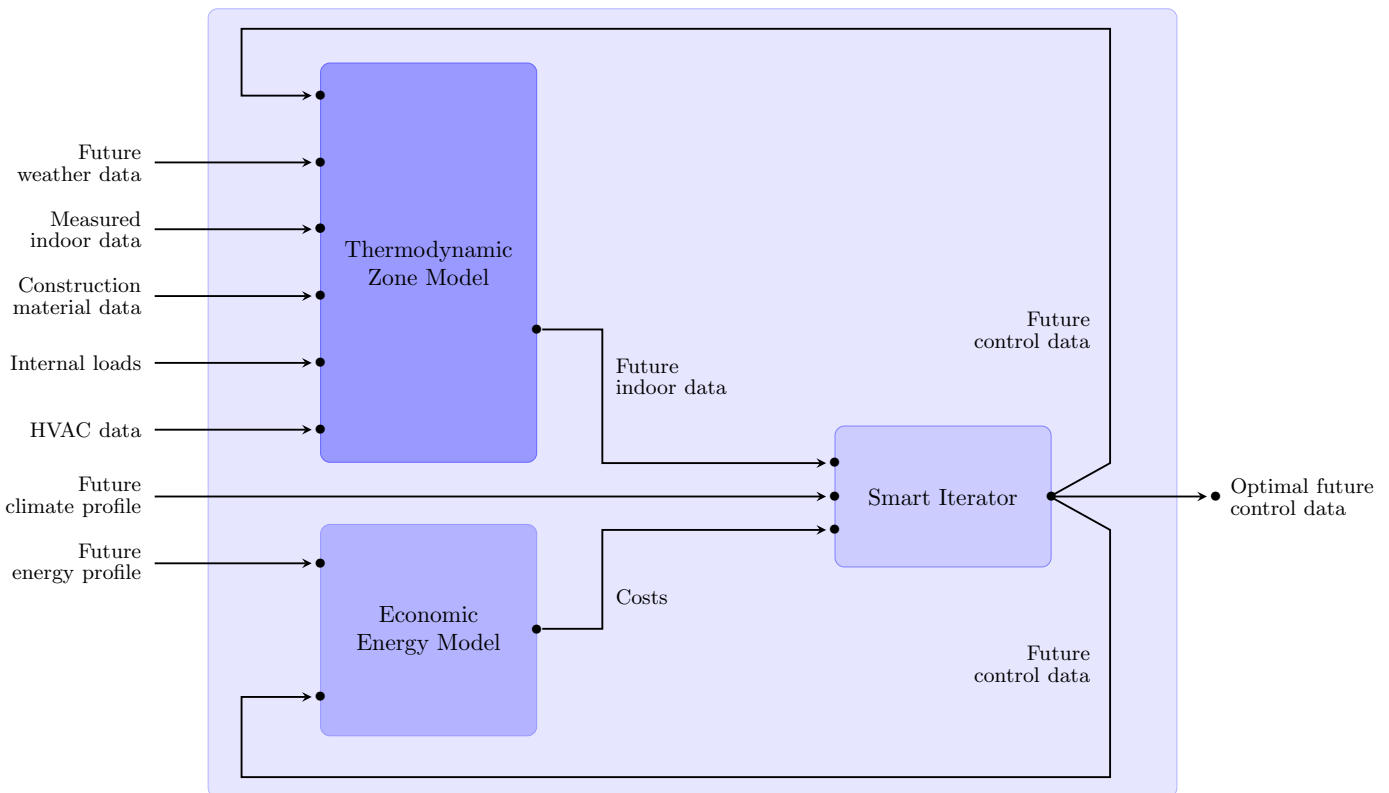 Future
weather data
Measured
indoor data
Construction
material data
Internal loads
HVAC data
Future
climate profile
Future
energy profile
Thermodynamic
Zone Model
Economic
Energy Model
Future
indoor data
Costs
Smart Iterator
Future
control data
Future
control data
Optimal future
control data